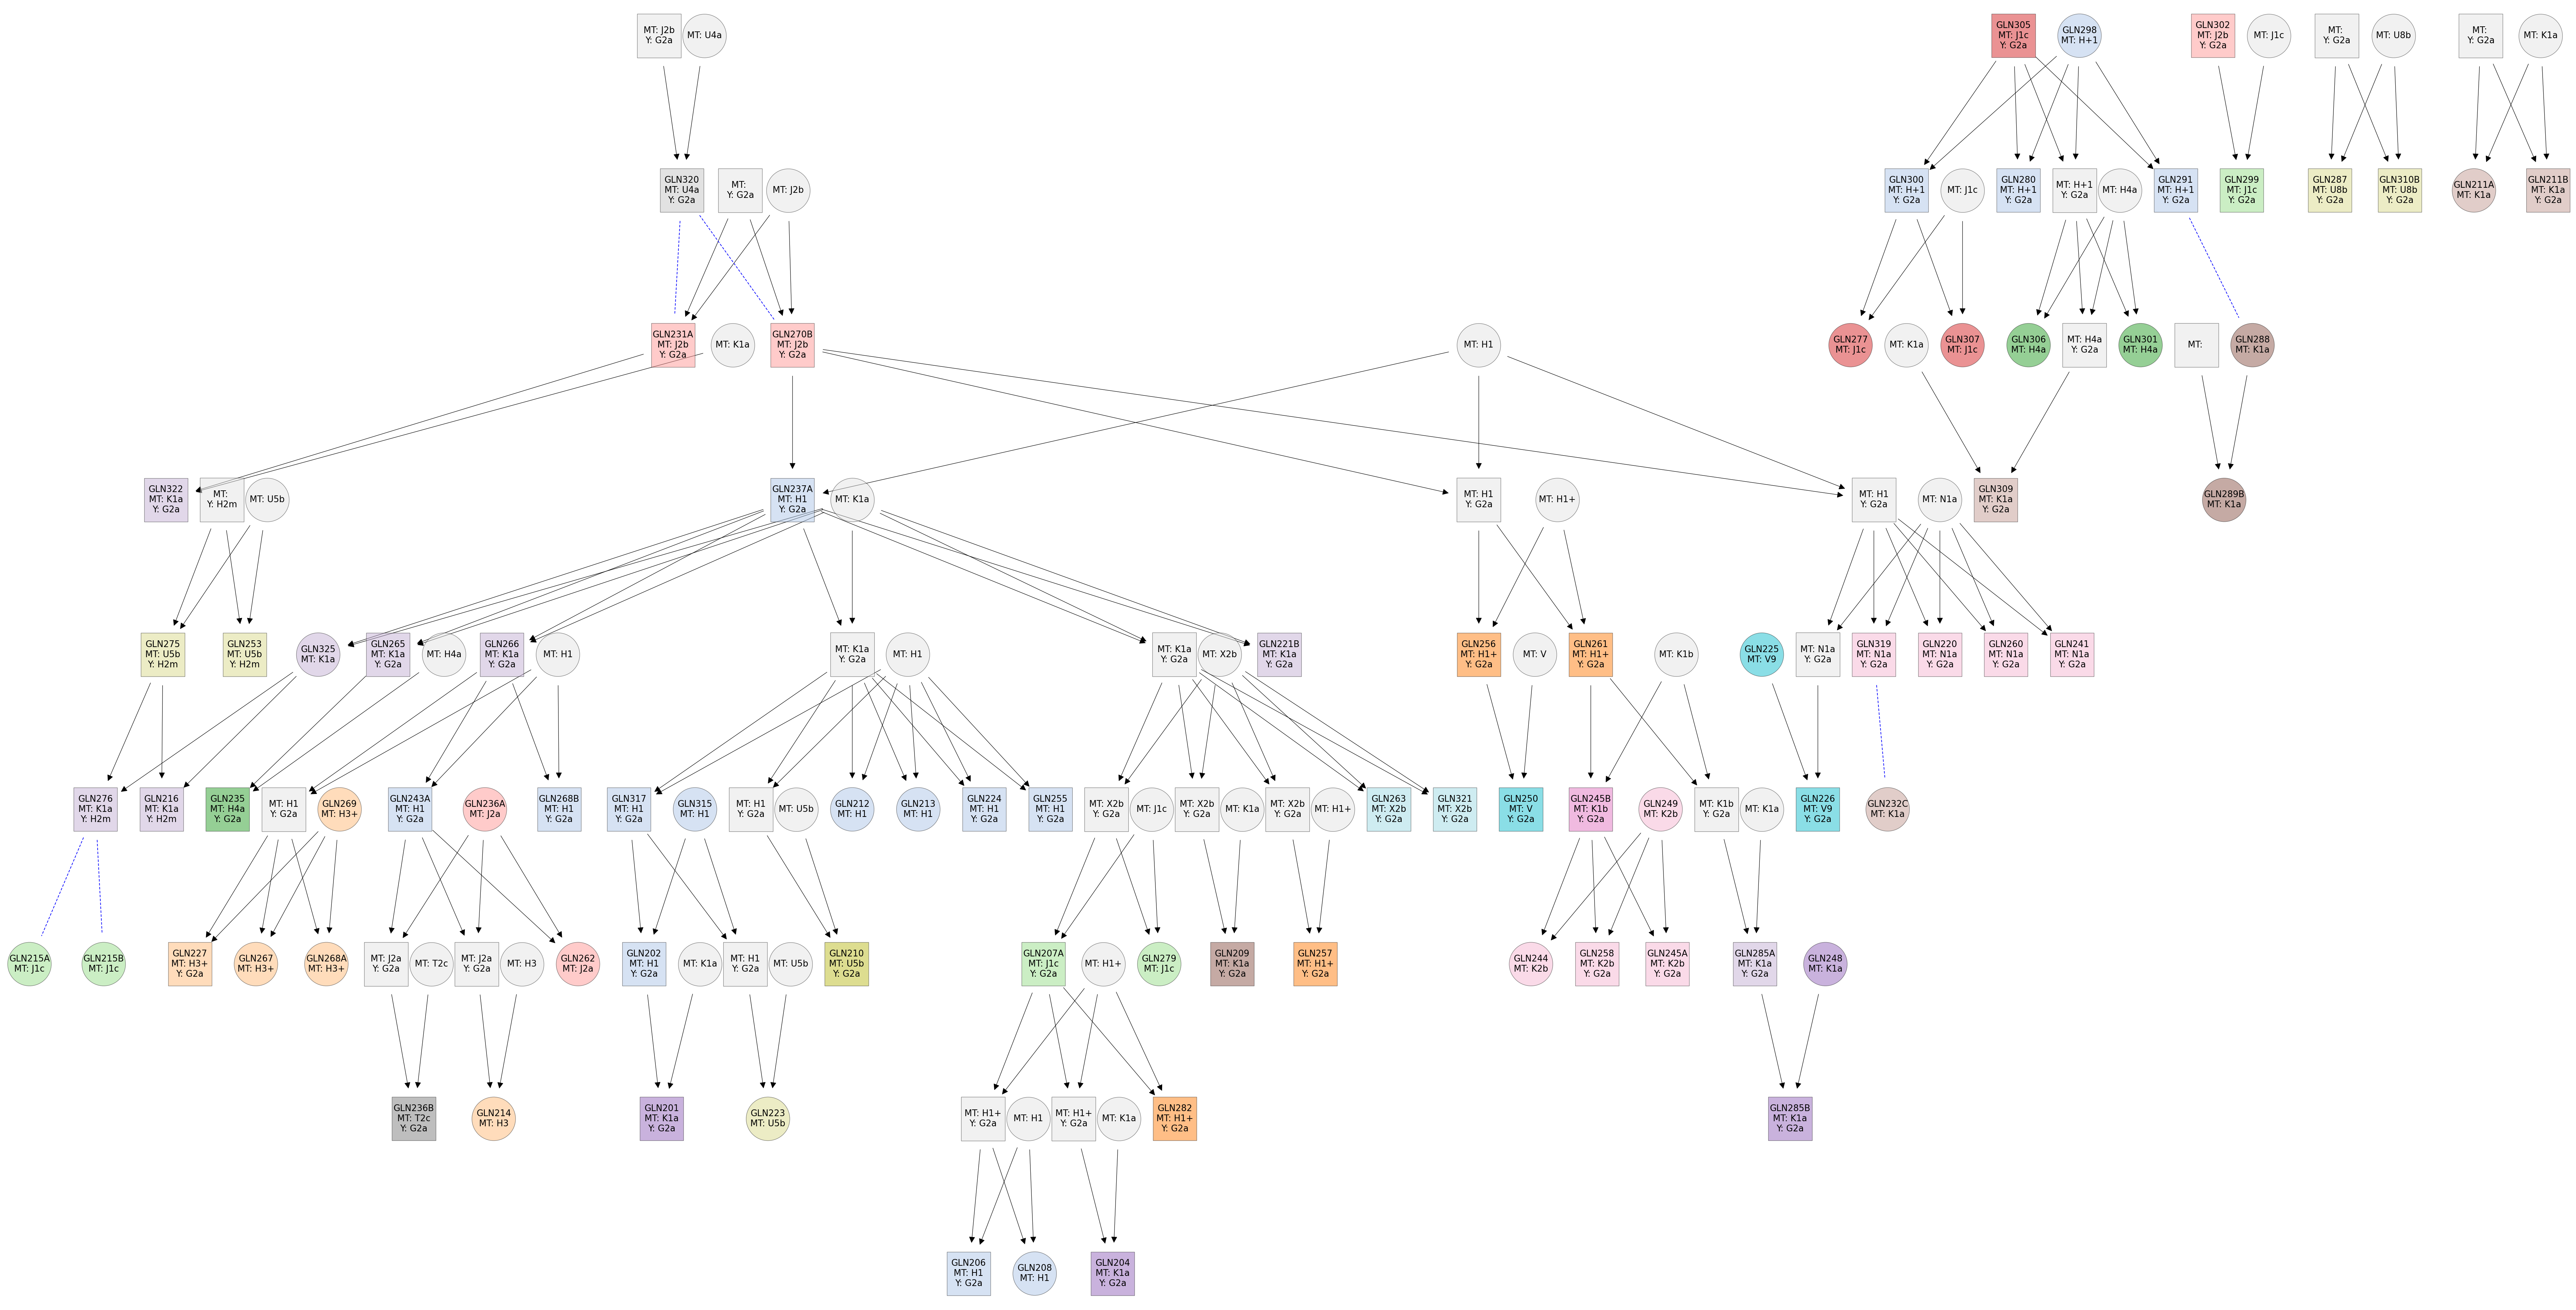 MT: J2b
Y: G2a
MT: U4a
GLN305
MT: J1c
Y: G2a
GLN298
MT: H+1
GLN302
MT: J2b
Y: G2a
MT: J1c
MT:
Y: G2a
MT: U8b
MT:
Y: G2a
MT: K1a
GLN320
MT: U4a
Y: G2a
MT:
Y: G2a
MT: J2b
GLN300
MT: H+1
Y: G2a
MT: J1c
GLN280
MT: H+1
Y: G2a
MT: H+1
Y: G2a
MT: H4a
GLN291
MT: H+1
Y: G2a
GLN299
MT: J1c
Y: G2a
GLN287
MT: U8b
Y: G2a
GLN310B
MT: U8b
Y: G2a
GLN211A
MT: K1a
GLN211B
MT: K1a
Y: G2a
GLN231A
MT: J2b
Y: G2a
MT: K1a
GLN270B
MT: J2b
Y: G2a
MT: H1
GLN277
MT: J1c
MT: K1a
GLN307
MT: J1c
GLN306
MT: H4a
MT: H4a
Y: G2a
GLN301
MT: H4a
MT:
GLN288
MT: K1a
GLN322
MT: K1a
Y: G2a
MT:
Y: H2m
MT: U5b
GLN237A
MT: H1
Y: G2a
MT: K1a
MT: H1
Y: G2a
MT: H1+
MT: H1
Y: G2a
MT: N1a
GLN309
MT: K1a
Y: G2a
GLN289B
MT: K1a
GLN275
MT: U5b
Y: H2m
GLN253
MT: U5b
Y: H2m
GLN325
MT: K1a
GLN265
MT: K1a
Y: G2a
MT: H4a
GLN266
MT: K1a
Y: G2a
MT: H1
MT: K1a
Y: G2a
MT: H1
MT: K1a
Y: G2a
MT: X2b
GLN221B
MT: K1a
Y: G2a
GLN256
MT: H1+
Y: G2a
MT: V
GLN261
MT: H1+
Y: G2a
MT: K1b
GLN225
MT: V9
MT: N1a
Y: G2a
GLN319
MT: N1a
Y: G2a
GLN220
MT: N1a
Y: G2a
GLN260
MT: N1a
Y: G2a
GLN241
MT: N1a
Y: G2a
GLN276
MT: K1a
Y: H2m
GLN216
MT: K1a
Y: H2m
GLN235
MT: H4a
Y: G2a
MT: H1
Y: G2a
GLN269
MT: H3+
GLN243A
MT: H1
Y: G2a
GLN236A
MT: J2a
GLN268B
MT: H1
Y: G2a
GLN317
MT: H1
Y: G2a
GLN315
MT: H1
MT: H1
Y: G2a
MT: U5b
GLN212
MT: H1
GLN213
MT: H1
GLN224
MT: H1
Y: G2a
GLN255
MT: H1
Y: G2a
MT: X2b
Y: G2a
MT: J1c
MT: X2b
Y: G2a
MT: K1a
MT: X2b
Y: G2a
MT: H1+
GLN263
MT: X2b
Y: G2a
GLN321
MT: X2b
Y: G2a
GLN250
MT: V
Y: G2a
GLN245B
MT: K1b
Y: G2a
GLN249
MT: K2b
MT: K1b
Y: G2a
MT: K1a
GLN226
MT: V9
Y: G2a
GLN232C
MT: K1a
GLN215A
MT: J1c
GLN215B
MT: J1c
GLN227
MT: H3+
Y: G2a
GLN267
MT: H3+
GLN268A
MT: H3+
MT: J2a
Y: G2a
MT: T2c
MT: J2a
Y: G2a
MT: H3
GLN262
MT: J2a
GLN202
MT: H1
Y: G2a
MT: K1a
MT: H1
Y: G2a
MT: U5b
GLN210
MT: U5b
Y: G2a
GLN207A
MT: J1c
Y: G2a
MT: H1+
GLN279
MT: J1c
GLN209
MT: K1a
Y: G2a
GLN257
MT: H1+
Y: G2a
GLN244
MT: K2b
GLN258
MT: K2b
Y: G2a
GLN245A
MT: K2b
Y: G2a
GLN285A
MT: K1a
Y: G2a
GLN248
MT: K1a
GLN236B
MT: T2c
Y: G2a
GLN214
MT: H3
GLN201
MT: K1a
Y: G2a
GLN223
MT: U5b
MT: H1+
Y: G2a
MT: H1
MT: H1+
Y: G2a
MT: K1a
GLN282
MT: H1+
Y: G2a
GLN285B
MT: K1a
Y: G2a
GLN206
MT: H1
Y: G2a
GLN208
MT: H1
GLN204
MT: K1a
Y: G2a